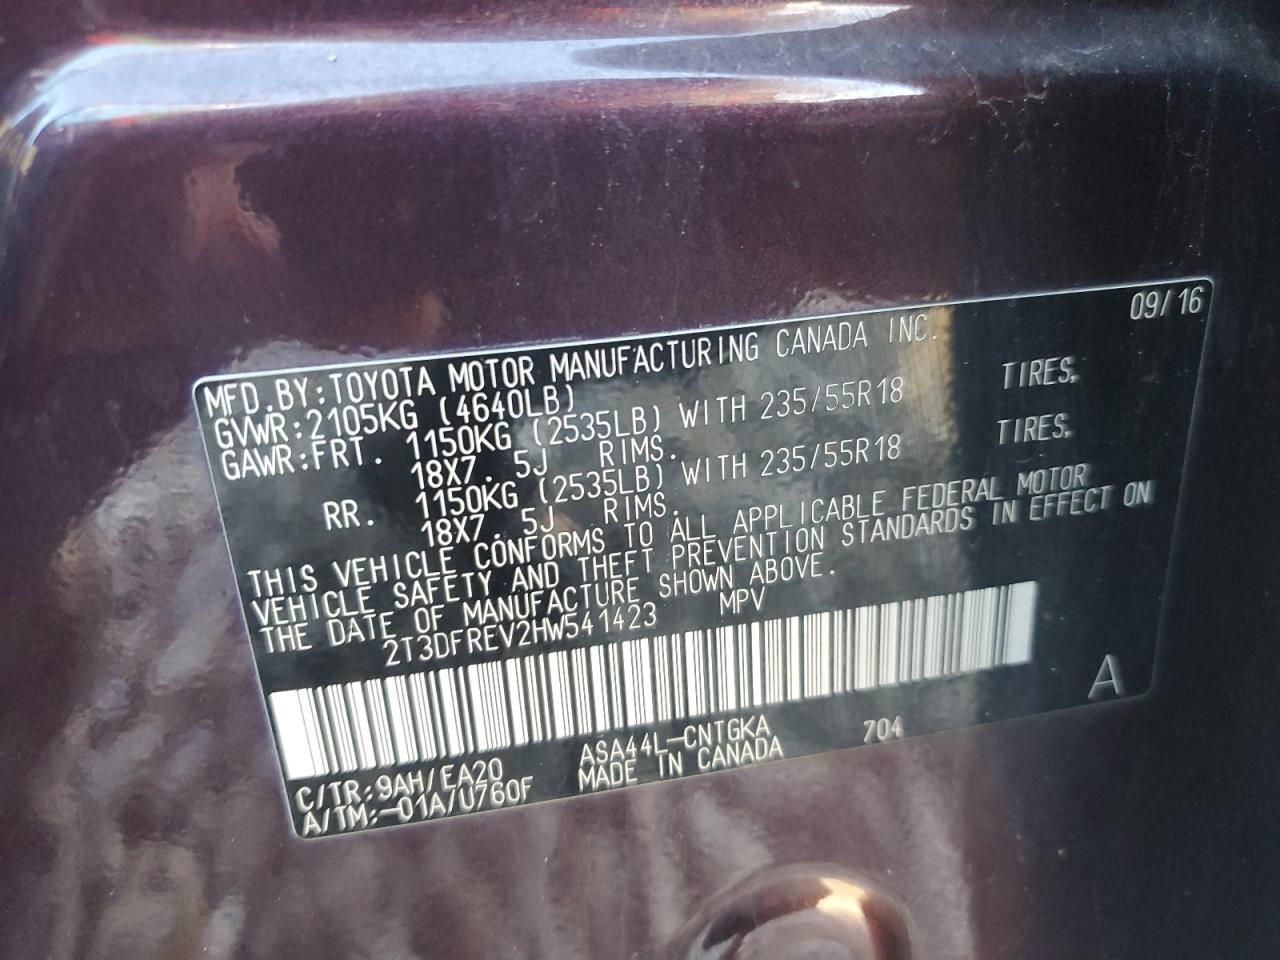 09/16
MFD.BY:TOYOTA MOTOR MANUFACTURING CANADA INC.
GVWR:2105KG (4640LB)
GAWR:FRT. 1150KG (2535LB) WITH 235/55R18 TIRES,
18X7.5J RIMS.
RR. 1150KG (2535LB) WITH 235/55R18 TIRES,
18X7.5J RIMS.
THIS VEHICLE CONFORMS TO ALL APPLICABLE FEDERAL MOTOR
VEHICLE SAFETY AND THEFT PREVENTION STANDARDS IN EFFECT ON
THE DATE OF MANUFACTURE SHOWN ABOVE.
2T3DFREV2HW541423 MPV
A
C/TR:9AH/EA20 ASA44L-CNTGKA 704
A/TM:-01A/U760F MADE IN CANADA